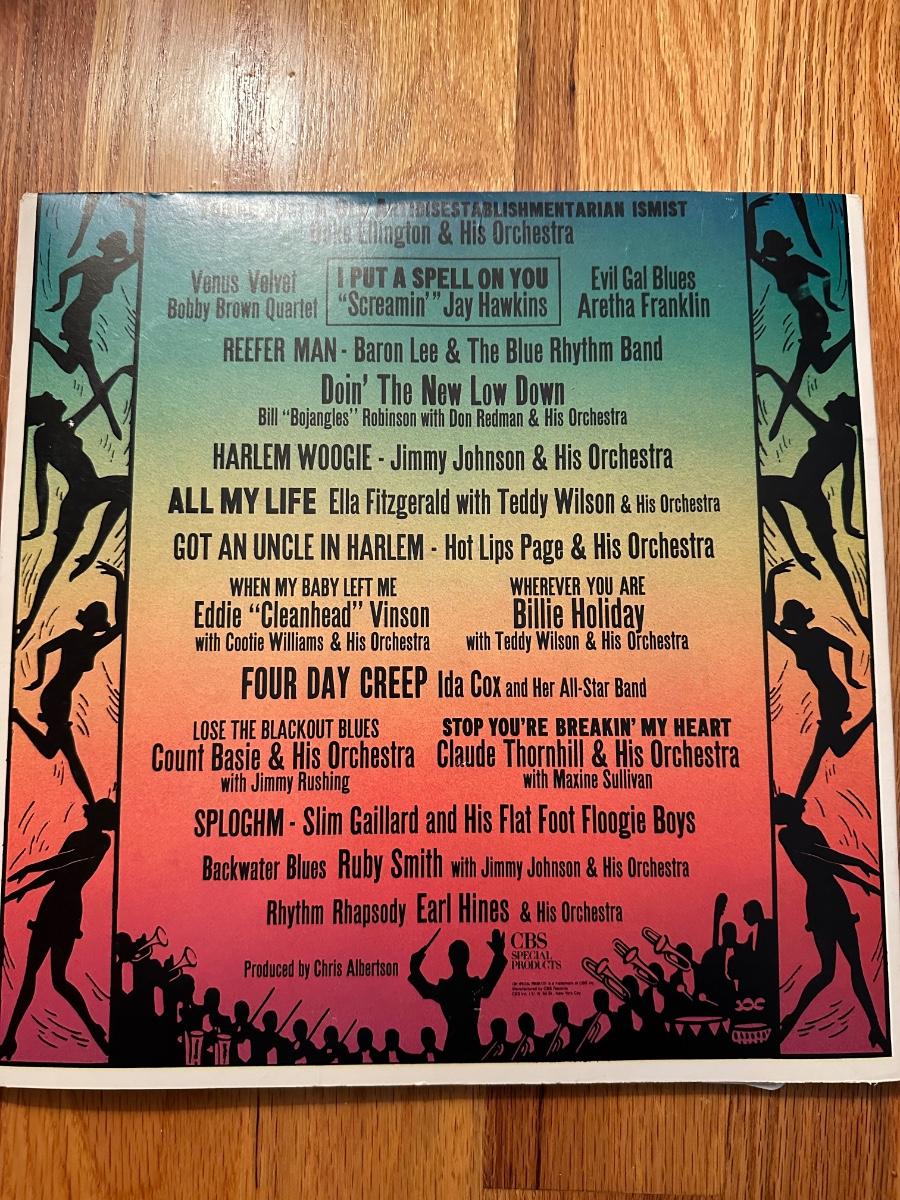 ANTIDISESTABLISHMENTARIAN ISMIST
Duke Ellington & His Orchestra
Venus Velvet
Bobby Brown Quartet
I PUT A SPELL ON YOU
“Screamin’” Jay Hawkins
Evil Gal Blues
Aretha Franklin
REEFER MAN - Baron Lee & The Blue Rhythm Band
Doin’ The New Low Down
Bill “Bojangles” Robinson with Don Redman & His Orchestra
HARLEM WOOGIE - Jimmy Johnson & His Orchestra
ALL MY LIFE Ella Fitzgerald with Teddy Wilson & His Orchestra
GOT AN UNCLE IN HARLEM - Hot Lips Page & His Orchestra
WHEN MY BABY LEFT ME
Eddie “Cleanhead” Vinson
with Cootie Williams & His Orchestra
WHEREVER YOU ARE
Billie Holiday
with Teddy Wilson & His Orchestra
FOUR DAY CREEP Ida Cox and Her All-Star Band
LOSE THE BLACKOUT BLUES
Count Basie & His Orchestra
with Jimmy Rushing
STOP YOU’RE BREAKIN’ MY HEART
Claude Thornhill & His Orchestra
with Maxine Sullivan
SPLOGHM - Slim Gaillard and His Flat Foot Floogie Boys
Backwater Blues Ruby Smith with Jimmy Johnson & His Orchestra
Rhythm Rhapsody Earl Hines & His Orchestra
Produced by Chris Albertson
CBS
SPECIAL
PRODUCTS